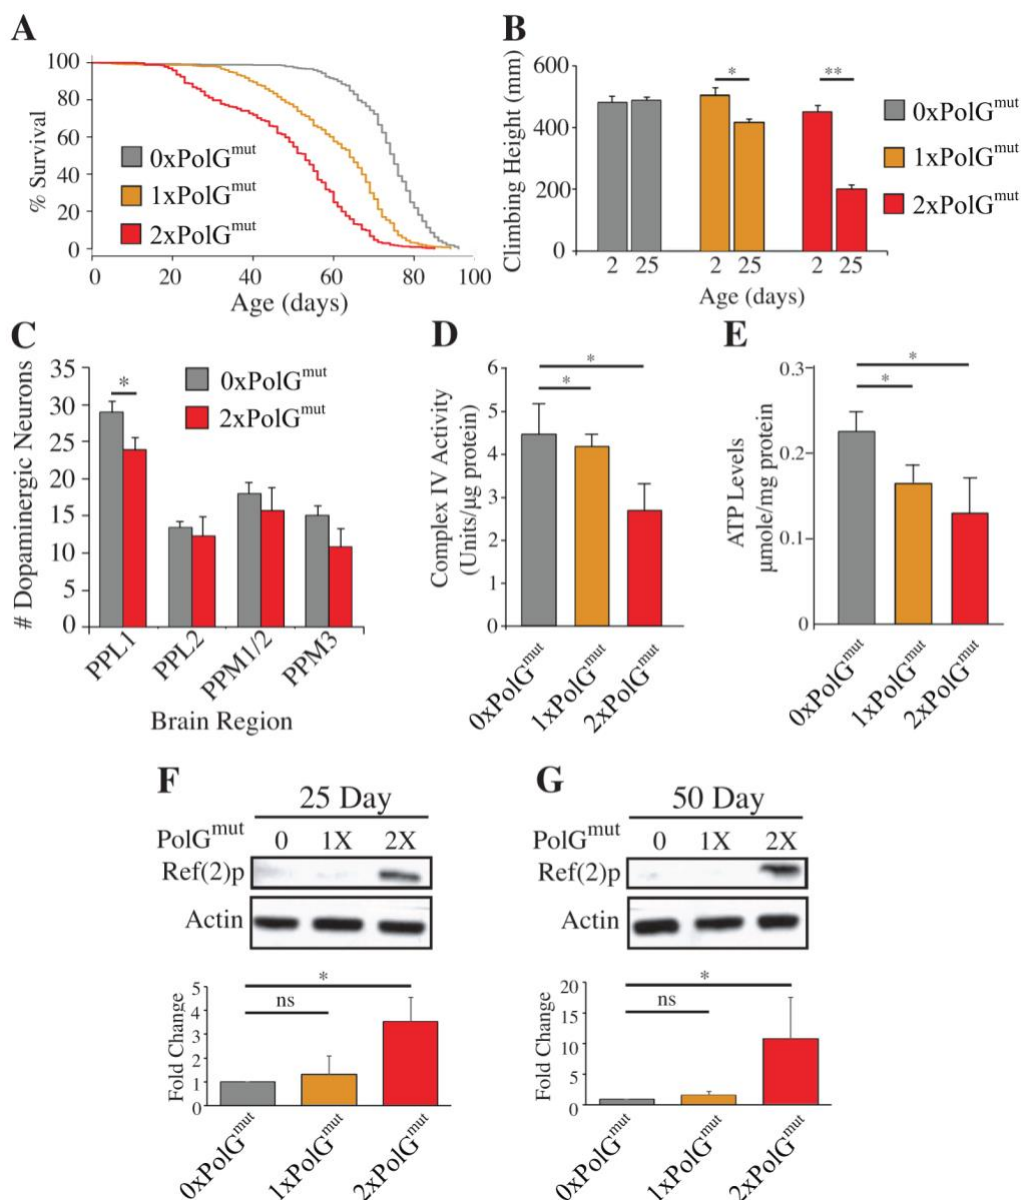 A
100
80
60
40
20
0
% Survival
0xPolG^mut
1xPolG^mut
2xPolG^mut
0 20 40 60 80 100
Age (days)
B
600
400
200
0
Climbing Height (mm)
* **
0xPolG^mut
1xPolG^mut
2xPolG^mut
2 25 2 25 2 25
Age (days)
C
35
30
25
20
15
10
5
0
# Dopaminergic Neurons
*
0xPolG^mut
2xPolG^mut
PPL1 PPL2 PPM1/2 PPM3
Brain Region
D
6
5
4
3
2
1
0
Complex IV Activity
(Units/µg protein)
*
*
0xPolG^mut 1xPolG^mut 2xPolG^mut
E
0.3
0.2
0.1
0
ATP Levels
µmole/mg protein
*
*
0xPolG^mut 1xPolG^mut 2xPolG^mut
F
25 Day
PolG^mut 0 1X 2X
Ref(2)p
Actin
5
4
3
2
1
0
Fold Change
*
ns
0xPolG^mut 1xPolG^mut 2xPolG^mut
G
50 Day
PolG^mut 0 1X 2X
Ref(2)p
Actin
20
15
10
5
0
Fold Change
*
ns
0xPolG^mut 1xPolG^mut 2xPolG^mut